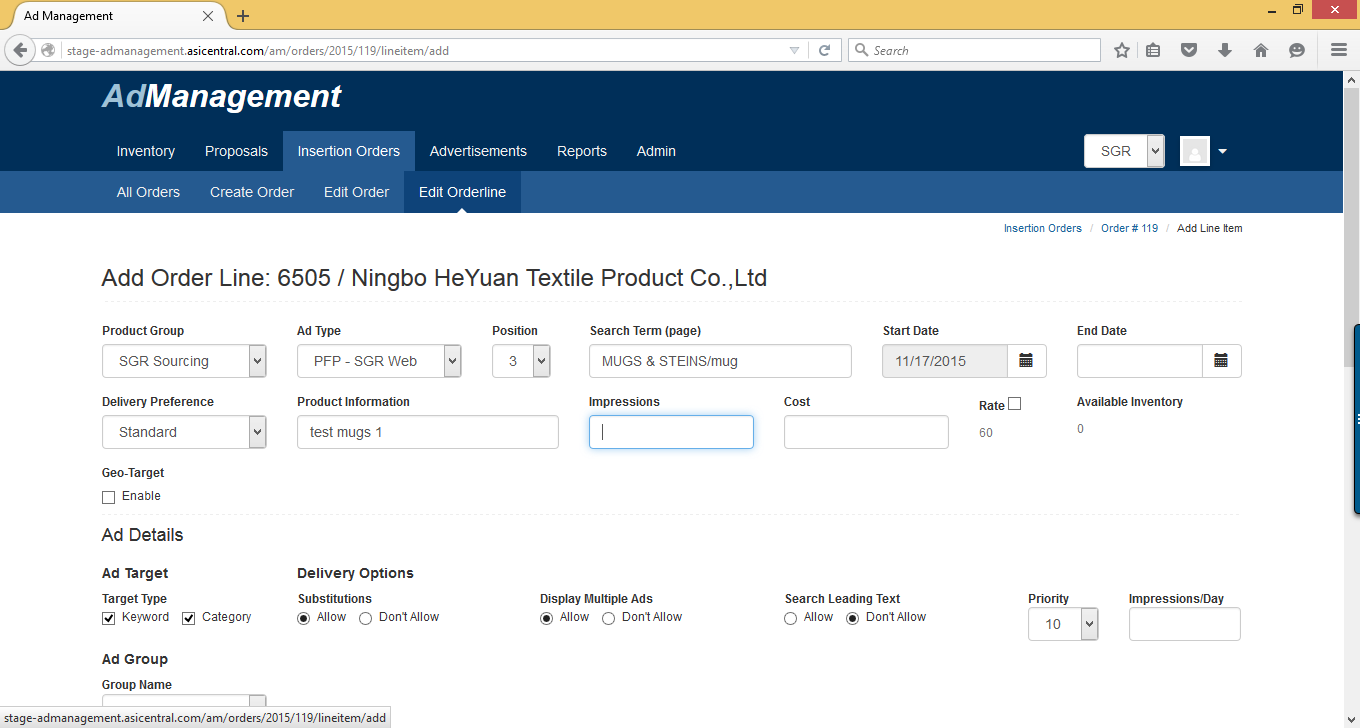 Ad Management
stage-admanagement.asicentral.com/am/orders/2015/119/lineitem/add
Search
AdManagement
Inventory Proposals Insertion Orders Advertisements Reports Admin SGR
All Orders Create Order Edit Order Edit Orderline
Insertion Orders / Order # 119 / Add Line Item
Add Order Line: 6505 / Ningbo HeYuan Textile Product Co.,Ltd
Product Group Ad Type Position Search Term (page) Start Date End Date
SGR Sourcing PFP - SGR Web 3 MUGS & STEINS/mug 11/17/2015
Delivery Preference Product Information Impressions Cost Rate Available Inventory
Standard test mugs 1 60 0
Geo-Target
Enable
Ad Details
Ad Target Delivery Options
Target Type Substitutions Display Multiple Ads Search Leading Text Priority Impressions/Day
Keyword Category Allow Don't Allow Allow Don't Allow Allow Don't Allow 10
Ad Group
Group Name
stage-admanagement.asicentral.com/am/orders/2015/119/lineitem/add